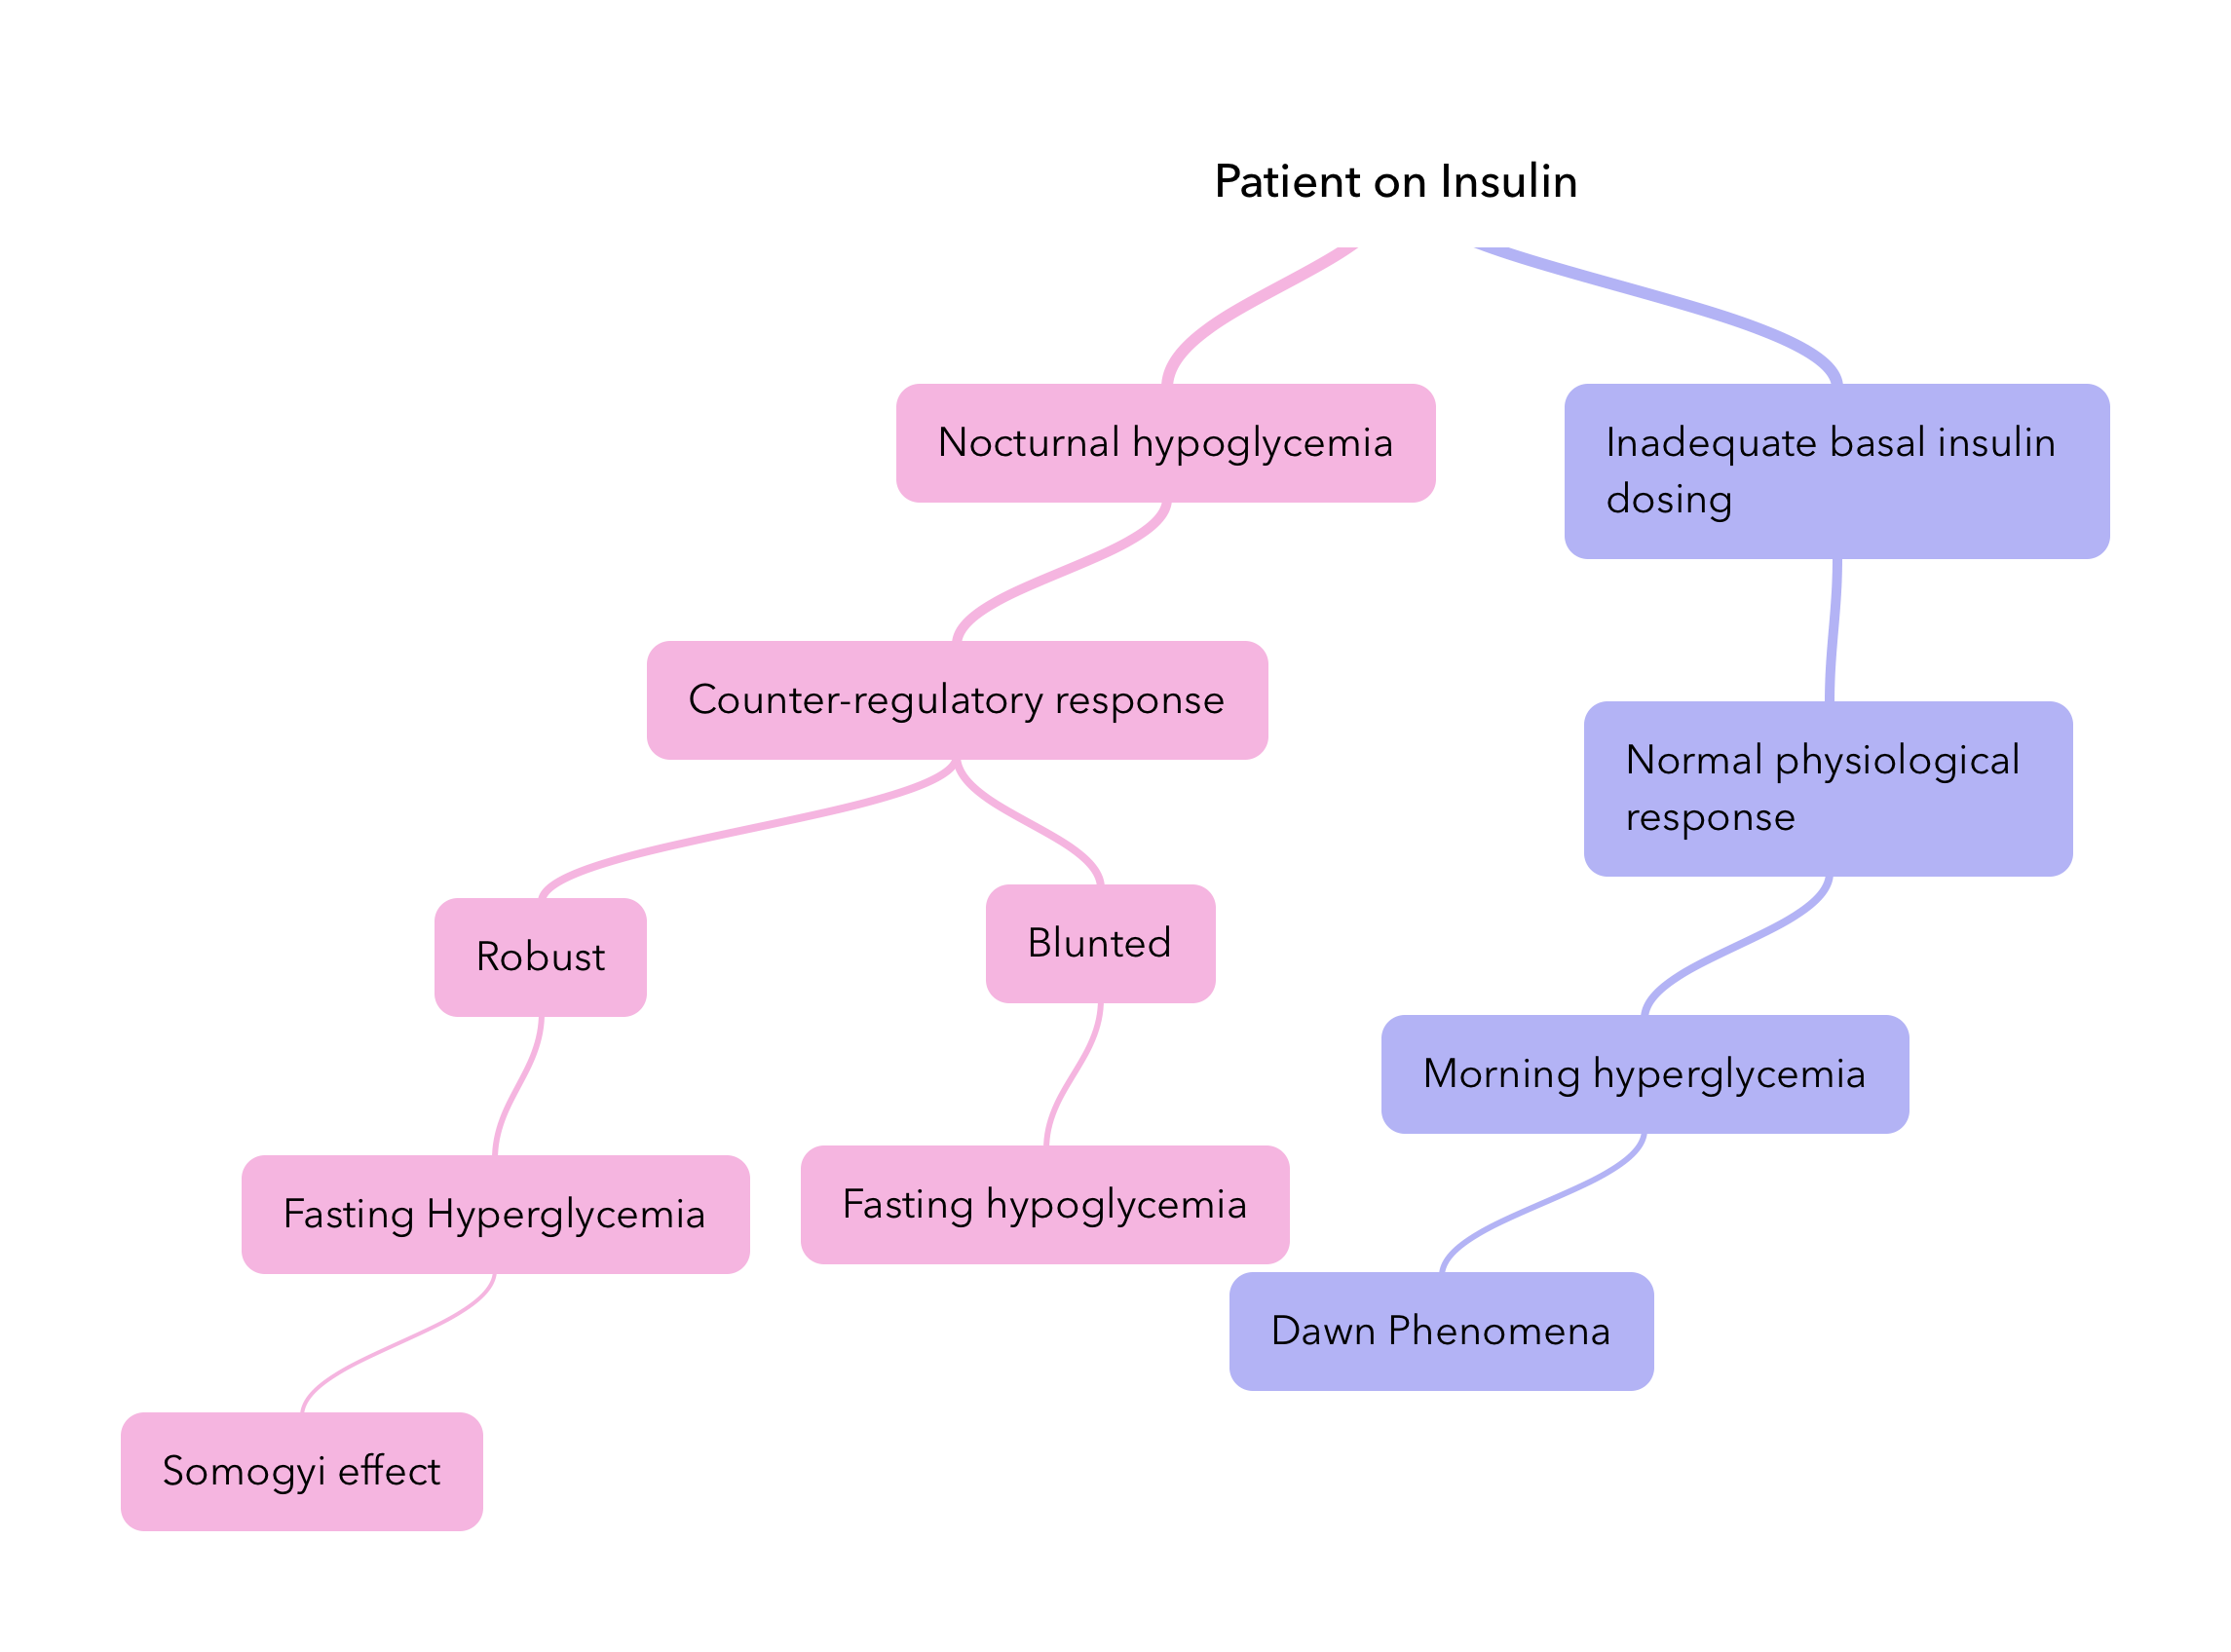 Patient on Insulin
Nocturnal hypoglycemia
Inadequate basal insulin
dosing
Counter-regulatory response
Normal physiological
response
Robust
Blunted
Morning hyperglycemia
Fasting Hyperglycemia
Fasting hypoglycemia
Dawn Phenomena
Somogyi effect